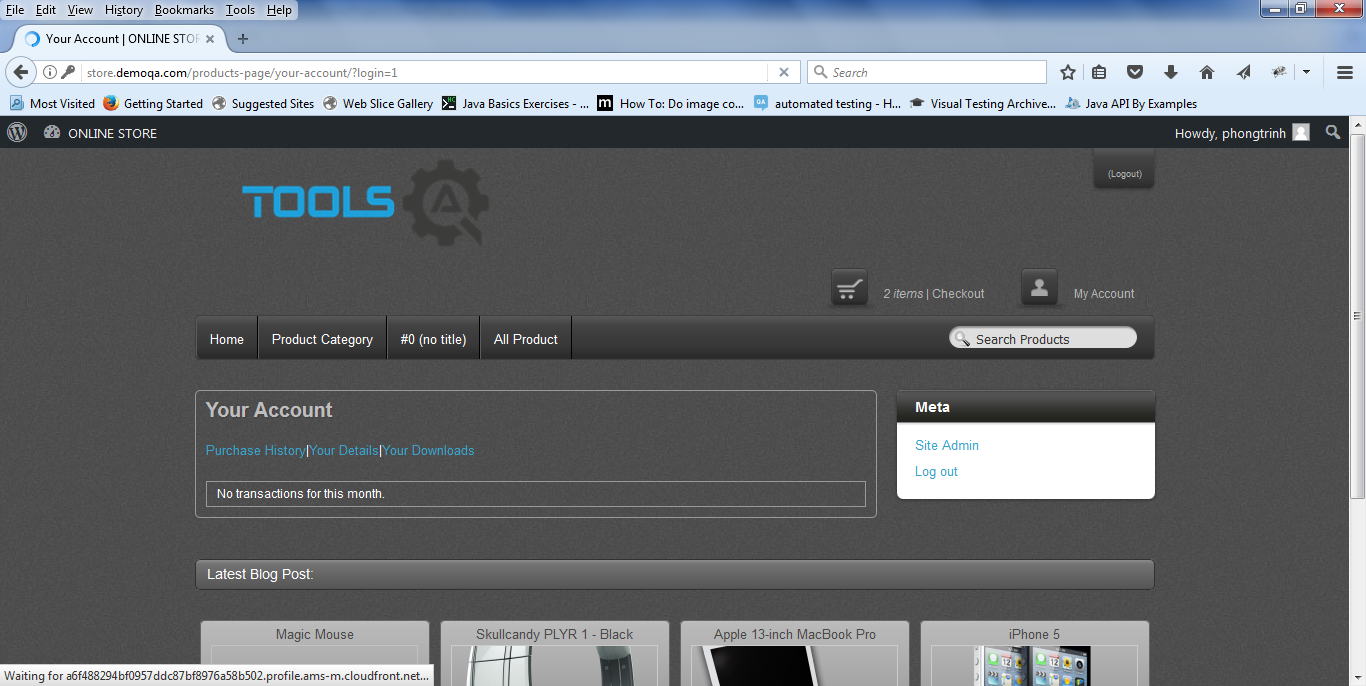 File Edit View History Bookmarks Tools Help
Your Account | ONLINE STOR
store.demoqa.com/products-page/your-account/?login=1
Search
Most Visited Getting Started Suggested Sites Web Slice Gallery Java Basics Exercises - ... How To: Do image co... automated testing - H... Visual Testing Archive... Java API By Examples
ONLINE STORE Howdy, phongtrinh
(Logout)
TOOLS QA
2 items | Checkout My Account
Home Product Category #0 (no title) All Product Search Products
Your Account
Purchase History|Your Details|Your Downloads
No transactions for this month.
Meta
Site Admin
Log out
Latest Blog Post:
Magic Mouse Skullcandy PLYR 1 - Black Apple 13-inch MacBook Pro iPhone 5
Waiting for a6f488294bf0957ddc87bf8976a58b502.profile.ams-m.cloudfront.net...